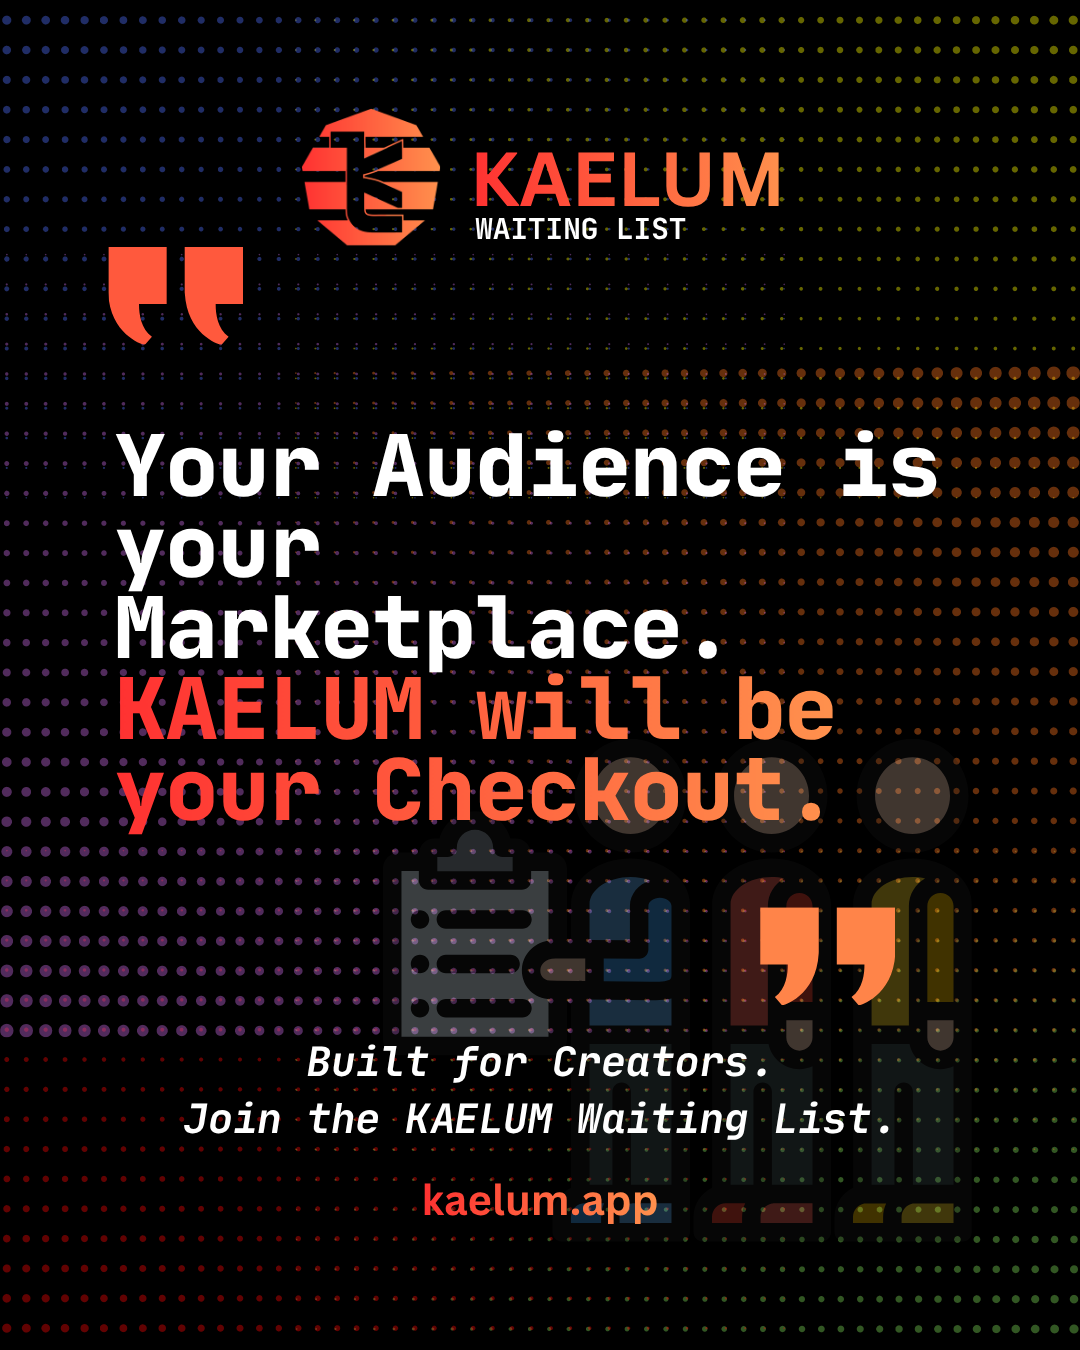 KAELUM
WAITING LIST
"
Your Audience is
your
Marketplace.
KAELUM will be
your Checkout.
"
Built for Creators.
Join the KAELUM Waiting List.
kaelum.app